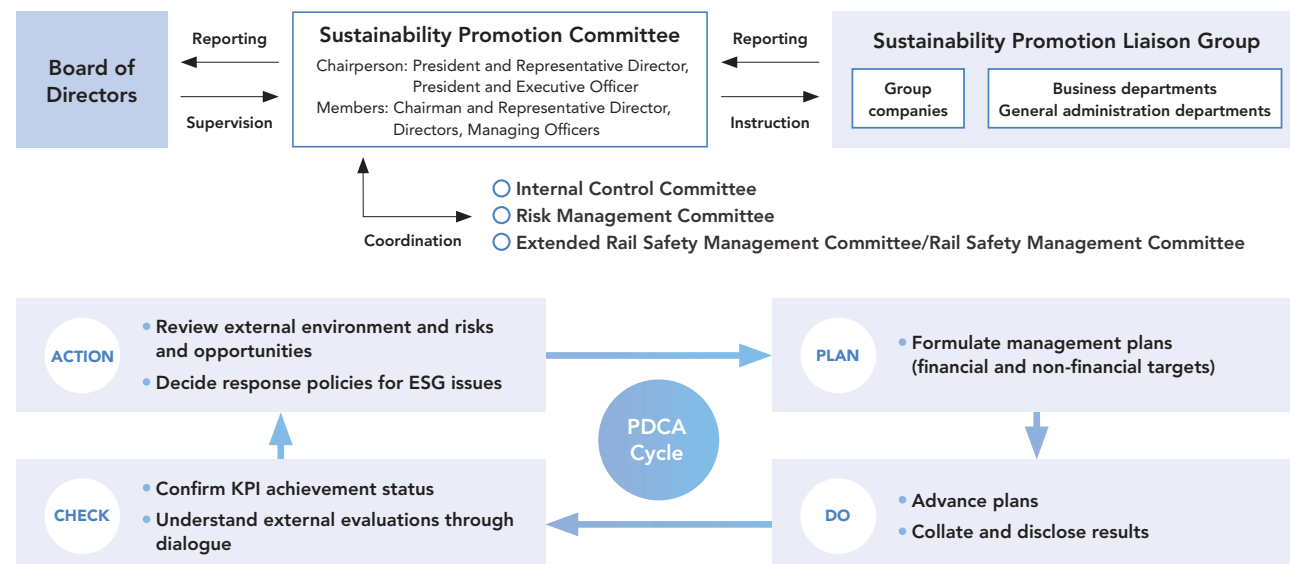 Board of
Directors
Reporting
Supervision
Sustainability Promotion Committee
Chairperson: President and Representative Director,
President and Executive Officer
Members: Chairman and Representative Director,
Directors, Managing Officers
Reporting
Instruction
Sustainability Promotion Liaison Group
Group
companies
Business departments
General administration departments
Coordination
Internal Control Committee
Risk Management Committee
Extended Rail Safety Management Committee/Rail Safety Management Committee
ACTION
• Review external environment and risks
and opportunities
• Decide response policies for ESG issues
PLAN
• Formulate management plans
(financial and non-financial targets)
PDCA
Cycle
CHECK
• Confirm KPI achievement status
• Understand external evaluations through
dialogue
DO
• Advance plans
• Collate and disclose results